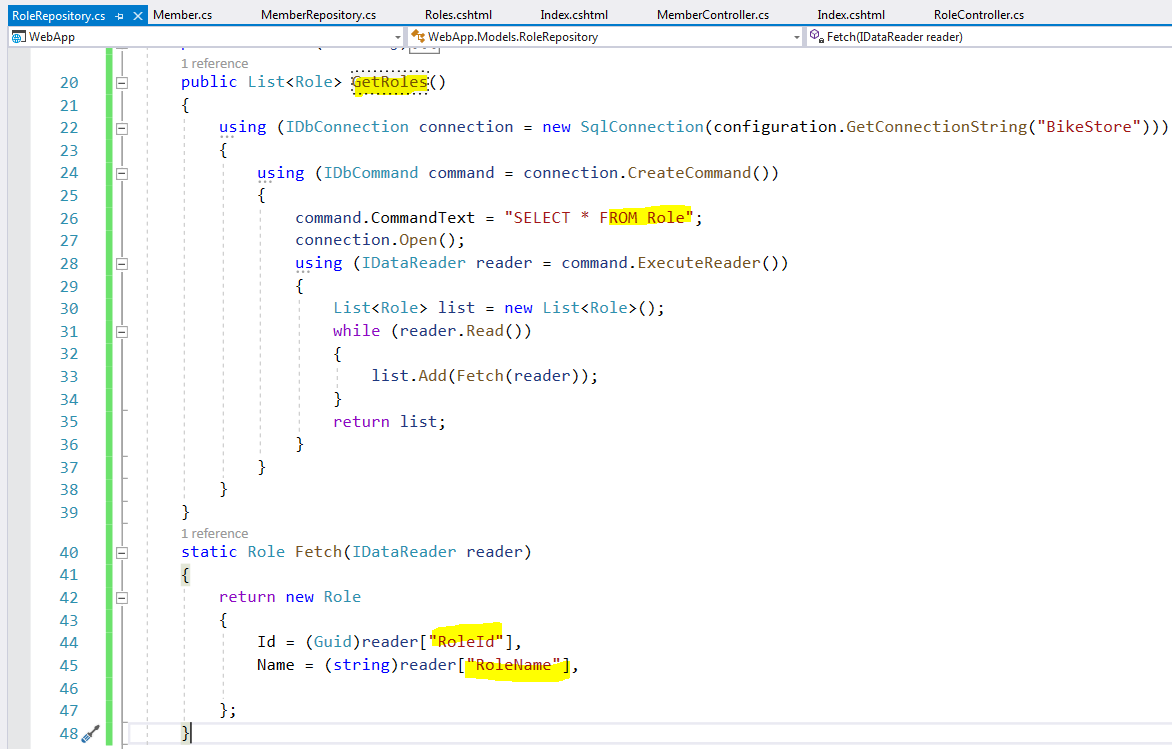 RoleRepository.cs Member.cs MemberRepository.cs Roles.cshtml Index.cshtml MemberController.cs Index.cshtml RoleController.cs
WebApp WebApp.Models.RoleRepository Fetch(IDataReader reader)
1 reference
20 public List<Role> GetRoles()
21 {
22 using (IDbConnection connection = new SqlConnection(configuration.GetConnectionString("BikeStore")))
23 {
24 using (IDbCommand command = connection.CreateCommand())
25 {
26 command.CommandText = "SELECT * FROM Role";
27 connection.Open();
28 using (IDataReader reader = command.ExecuteReader())
29 {
30 List<Role> list = new List<Role>();
31 while (reader.Read())
32 {
33 list.Add(Fetch(reader));
34 }
35 return list;
36 }
37 }
38 }
39 }
1 reference
40 static Role Fetch(IDataReader reader)
41 {
42 return new Role
43 {
44 Id = (Guid)reader["RoleId"],
45 Name = (string)reader["RoleName"],
46
47 };
48 }